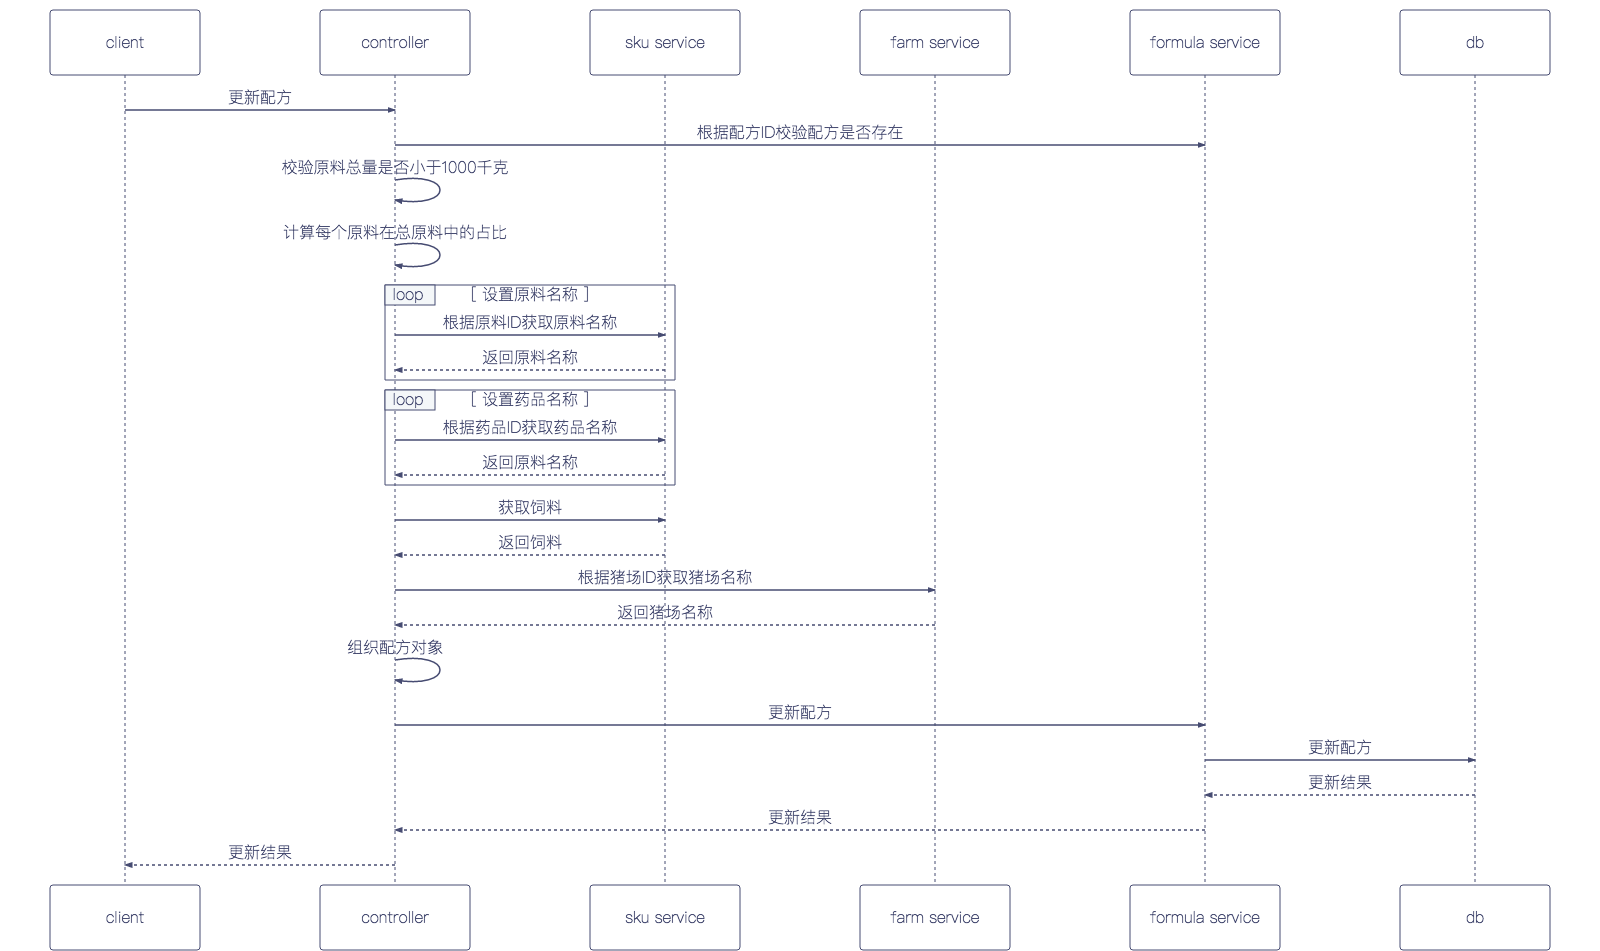 client
controller
sku service
farm service
formula service
db
更新配方
根据配方ID校验配方是否存在
校验原料总量是否小于1000千克
计算每个原料在总原料中的占比
loop
[ 设置原料名称 ]
根据原料ID获取原料名称
返回原料名称
loop
[ 设置药品名称 ]
根据药品ID获取药品名称
返回原料名称
获取饲料
返回饲料
根据猪场ID获取猪场名称
返回猪场名称
组织配方对象
更新配方
更新配方
更新结果
更新结果
更新结果
client
controller
sku service
farm service
formula service
db